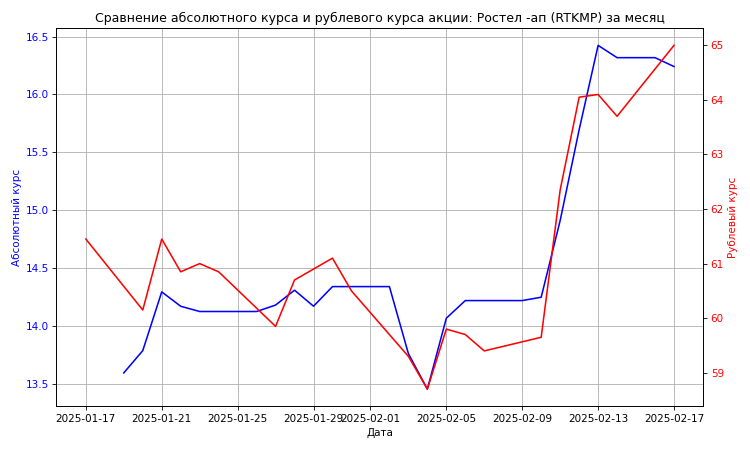 Сравнение абсолютного курса и рублевого курса акции: Ростел -ап (RTKMP) за месяц
16.5
16.0
15.5
15.0
14.5
14.0
13.5
Абсолютный курс
65
64
63
62
61
60
59
Рублевый курс
2025-01-17 2025-01-21 2025-01-25 2025-01-29 2025-02-01 2025-02-05 2025-02-09 2025-02-13 2025-02-17
Дата